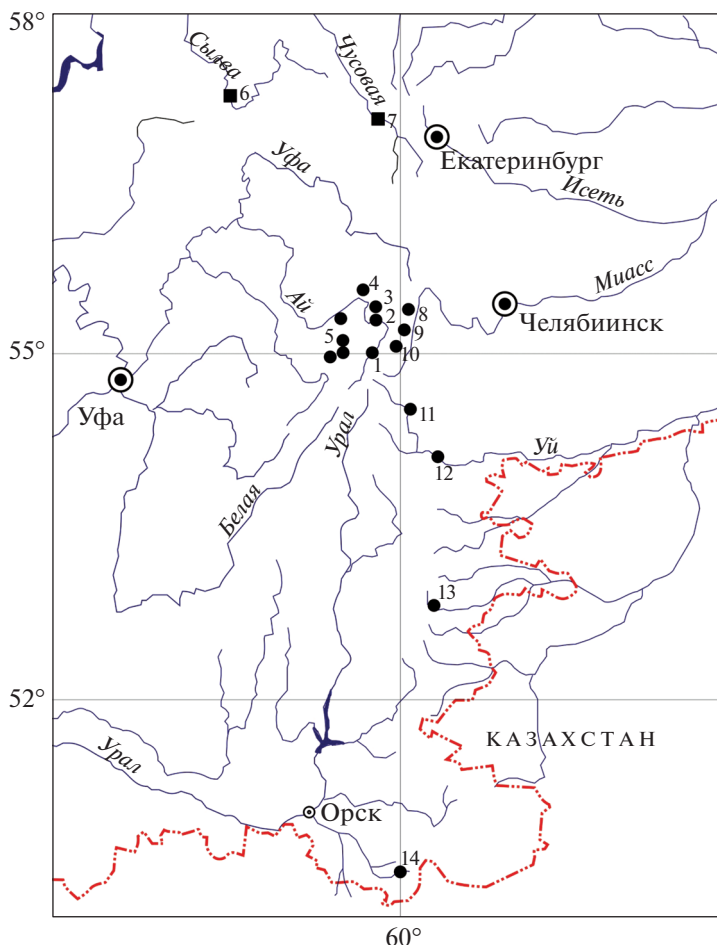 58°
Сылва
Чусовая
6
7
Екатеринбург
Уфа
Исеть
Миасс
4
Ай
3
8
2
Челябиинск
9
5
55°
10
1
Уфа
11
Урал
Уй
12
Белая
13
52°
КАЗАХСТАН
Урал
Орск
14
60°